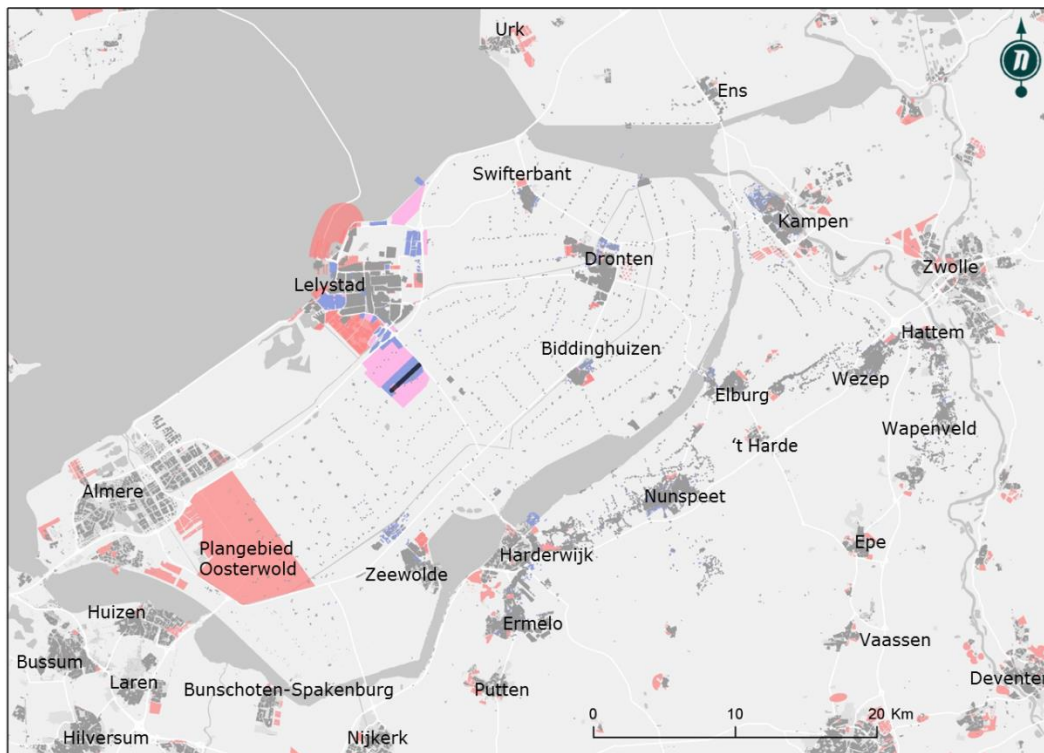 Urk
n
Ens
Swifterbant
Kampen
Dronten
Zwolle
Lelystad
Hattem
Biddinghuizen
Wezep
Elburg
Wapenveld
't Harde
Almere
Nunspeet
Plangebied
Oosterwold
Harderwijk
Epe
Zeewolde
Huizen
Ermelo
Vaassen
Bussum
Laren
Bunschoten-Spakenburg
Putten
Deventer
0 10 20 Km
Hilversum
Nijkerk